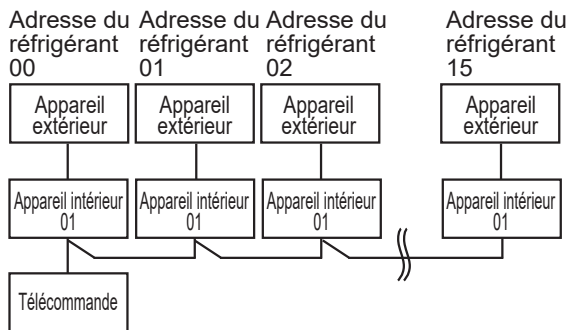 Adresse du
réfrigérant
00
Adresse du
réfrigérant
01
Adresse du
réfrigérant
02
Adresse du
réfrigérant
15
Appareil
extérieur
Appareil
extérieur
Appareil
extérieur
Appareil
extérieur
Appareil intérieur
01
Appareil intérieur
01
Appareil intérieur
01
Appareil intérieur
01
Télécommande